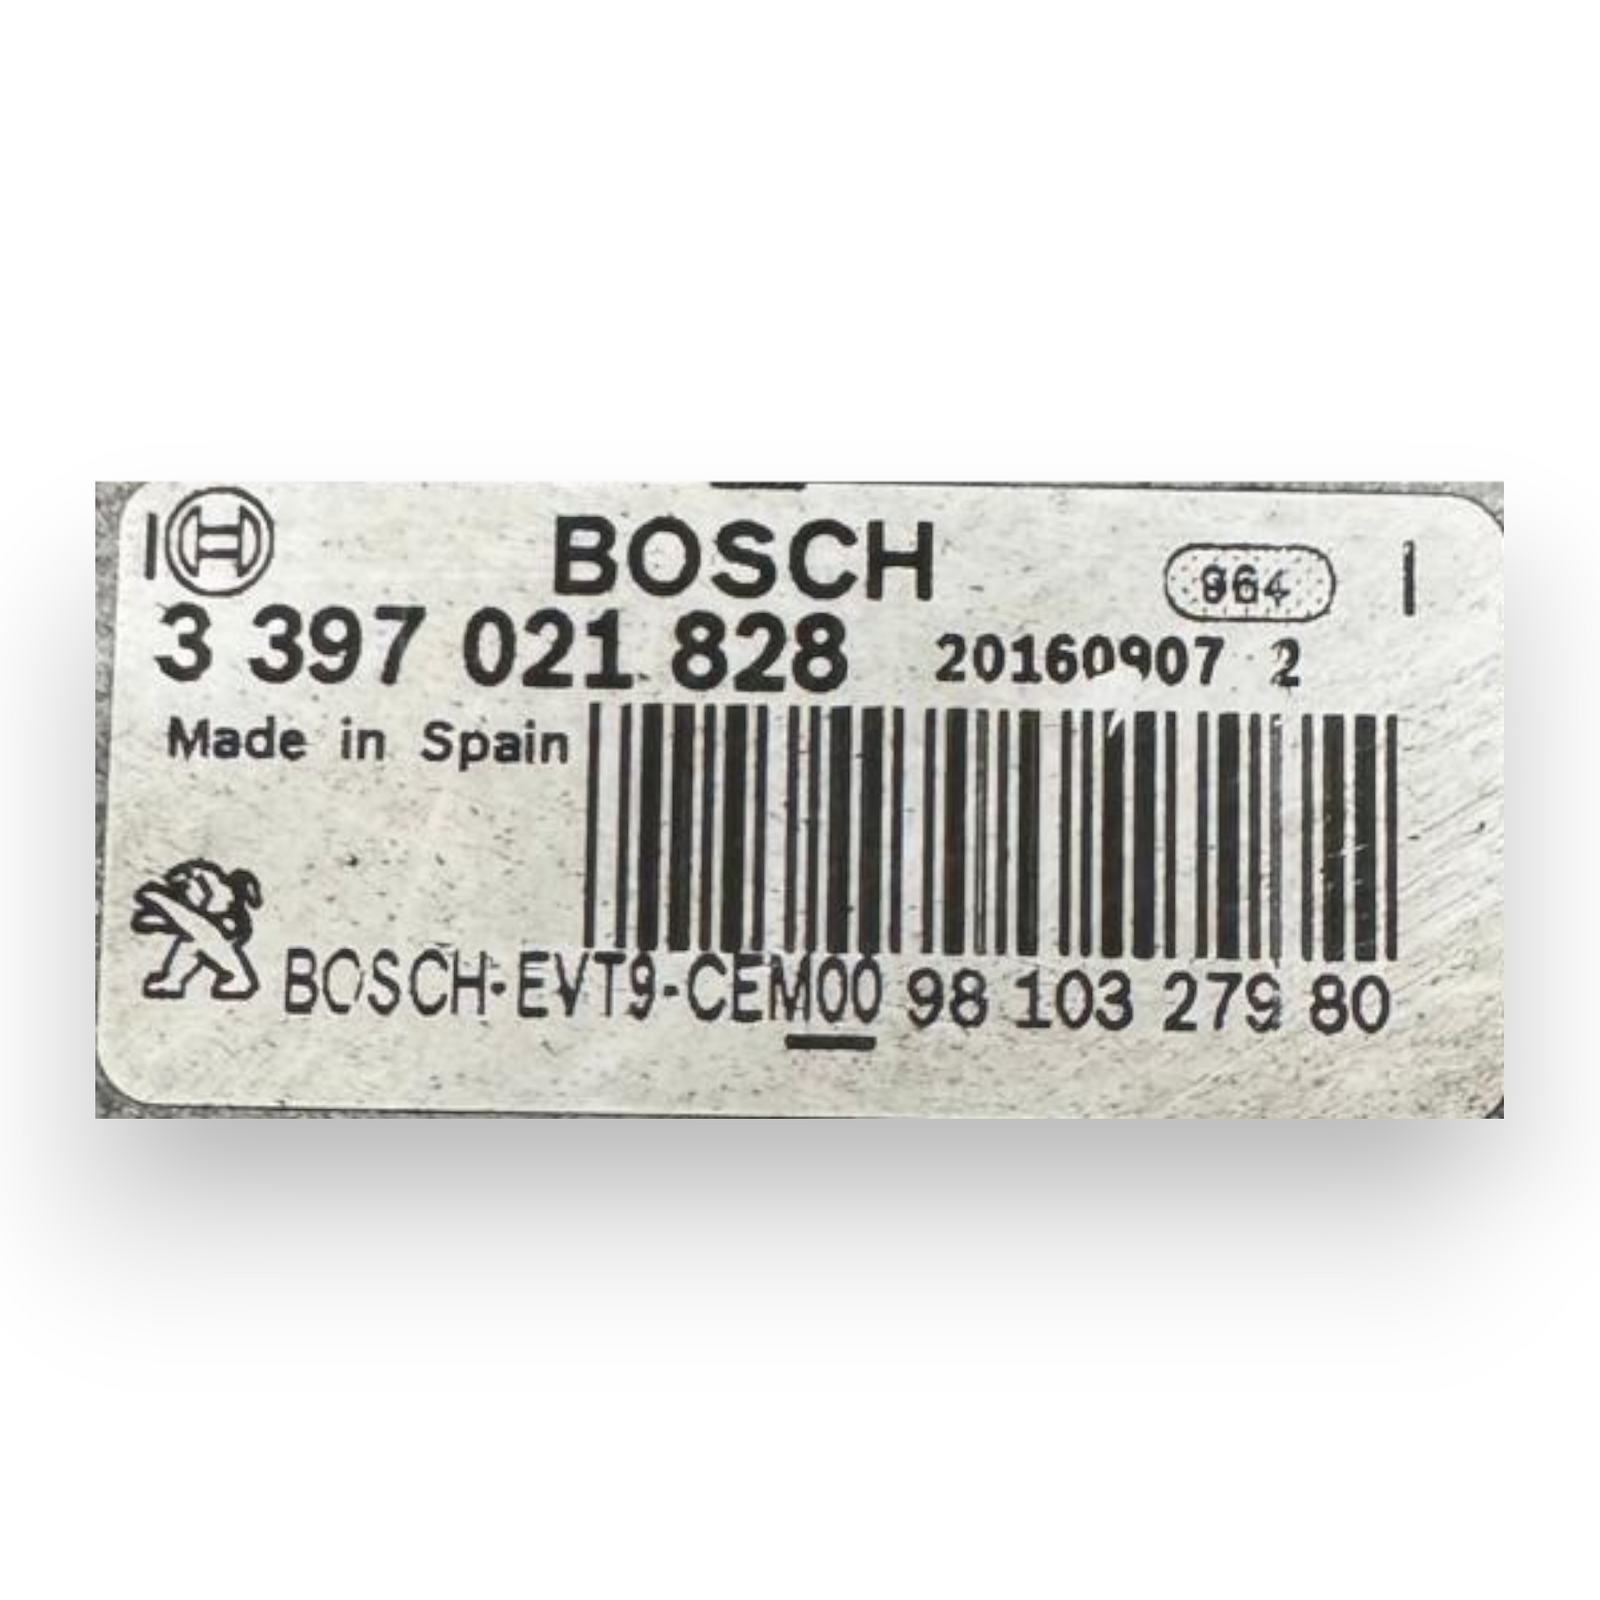 BOSCH 964
3 397 021 828 20160907 2
Made in Spain
BOSCH-EVT9-CEM00 98 103 279 80